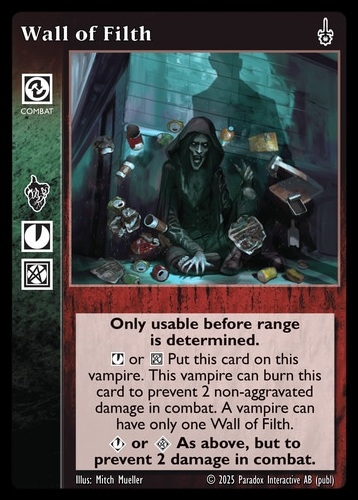 Wall of Filth
COMBAT
Only usable before range
is determined.
or Put this card on this
vampire. This vampire can burn this
card to prevent 2 non-aggravated
damage in combat. A vampire can
have only one Wall of Filth.
or As above, but to
prevent 2 damage in combat.
Illus: Mitch Mueller © 2025 Paradox Interactive AB (publ)